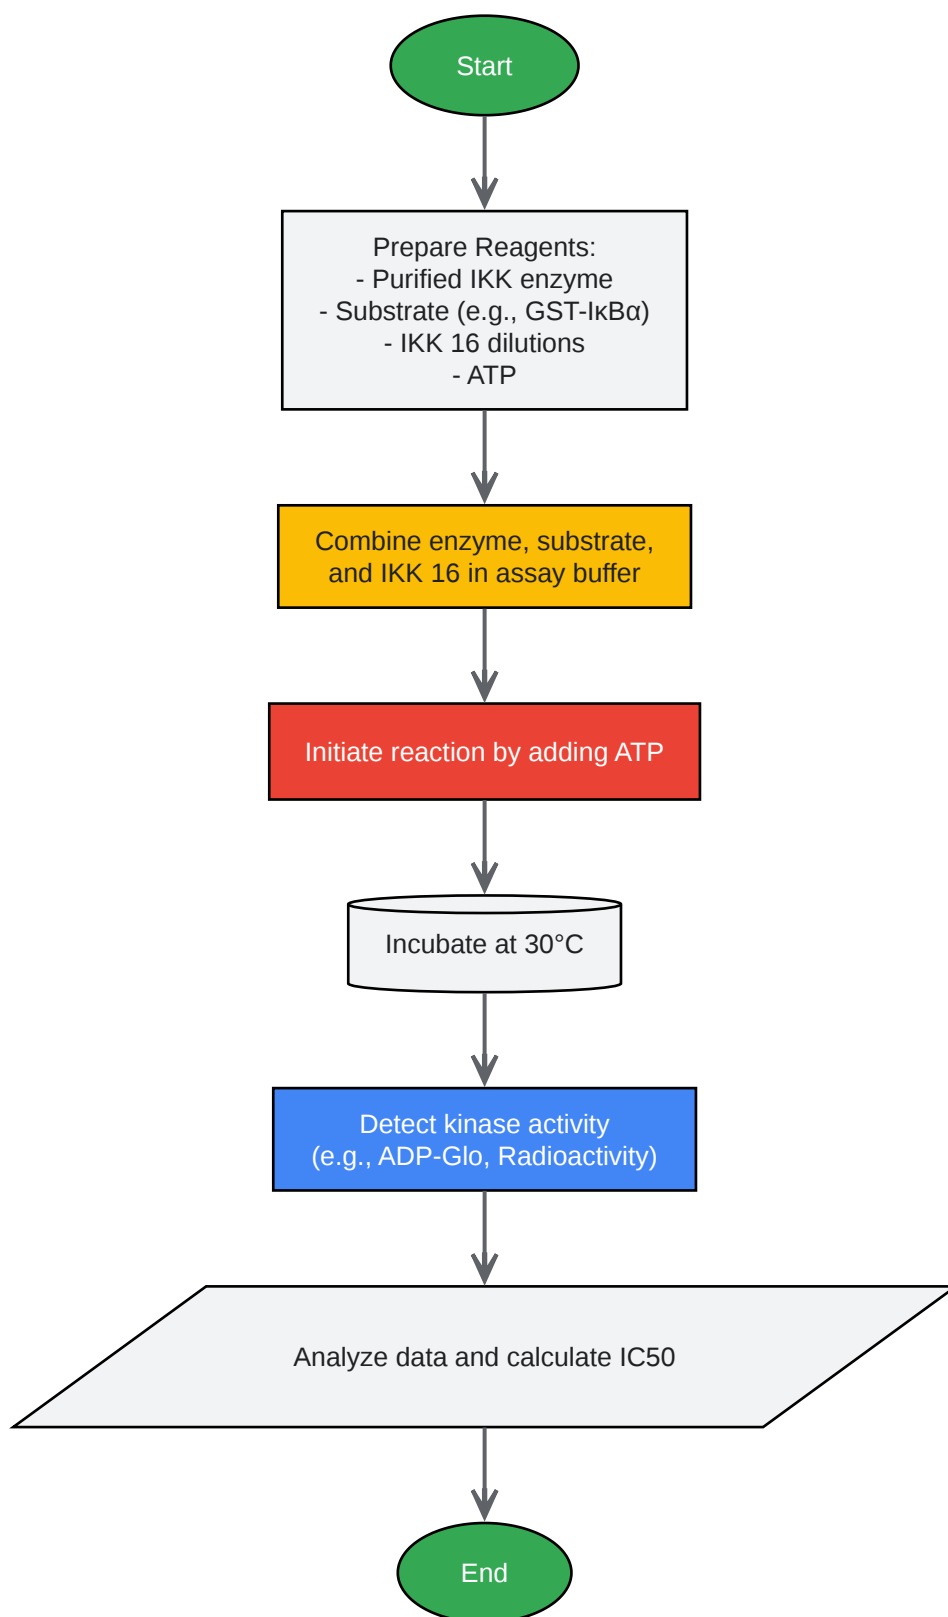 Start
Prepare Reagents:
- Purified IKK enzyme
- Substrate (e.g., GST-IκBα)
- IKK 16 dilutions
- ATP
Combine enzyme, substrate,
and IKK 16 in assay buffer
Initiate reaction by adding ATP
Incubate at 30°C
Detect kinase activity
(e.g., ADP-Glo, Radioactivity)
Analyze data and calculate IC50
End